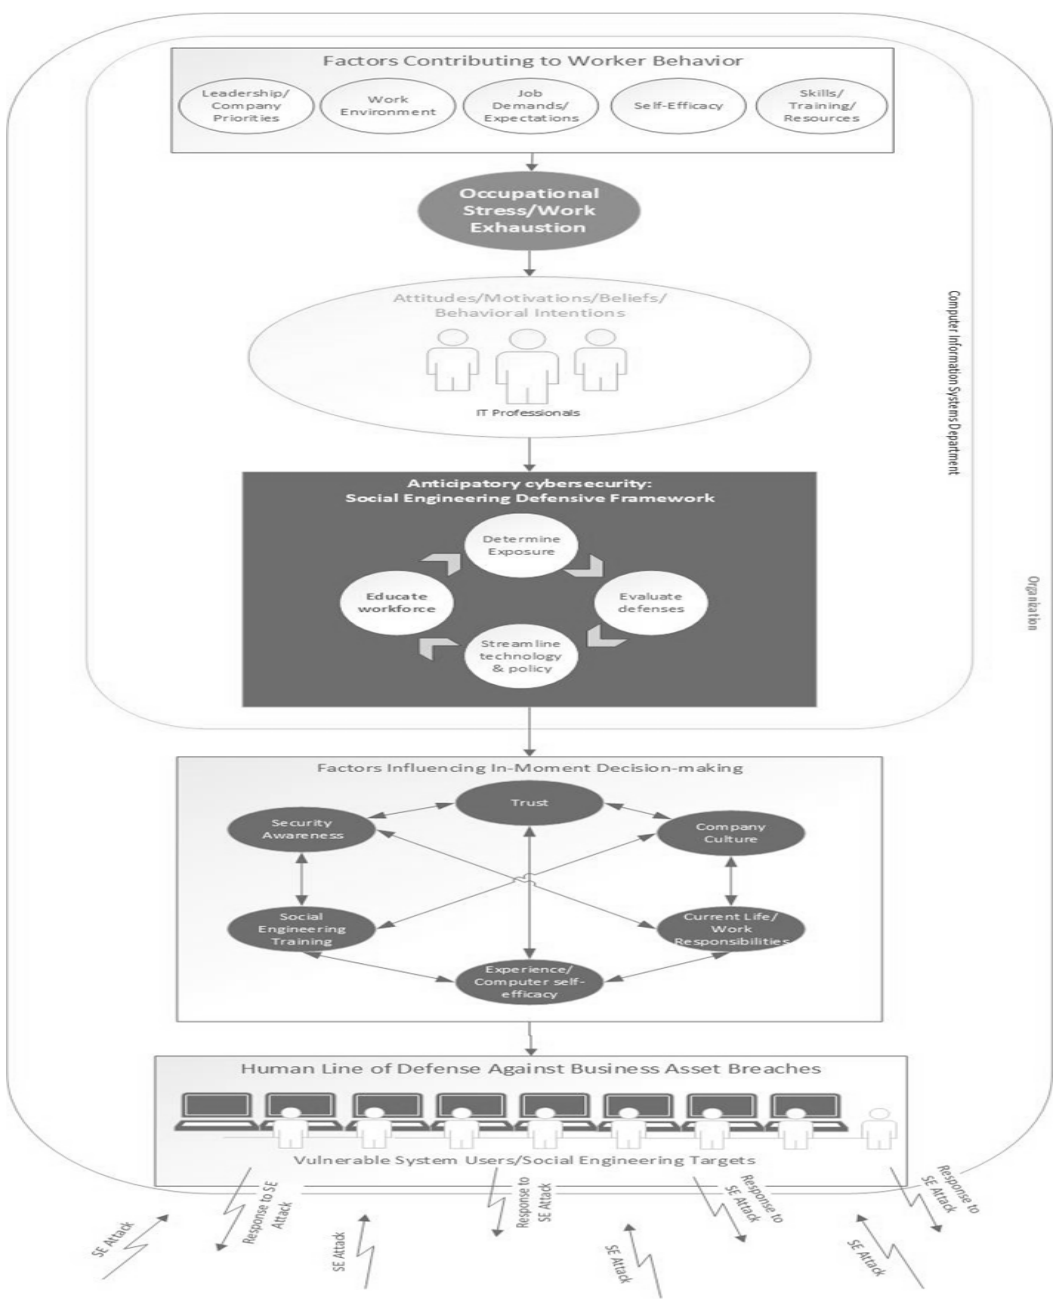 Factors Contributing to Worker Behavior
Leadership/
Company
Priorities
Work
Environment
Job
Demands/
Expectations
Self-Efficacy
Skills/
Training/
Resources
Occupational
Stress/Work
Exhaustion
Attitudes/Motivations/Beliefs/
Behavioral Intentions
IT Professionals
Computer Information Systems Department
Anticipatory cybersecurity:
Social Engineering Defensive Framework
Determine
Exposure
Educate
workforce
Evaluate
defenses
Streamline
technology
& policy
Organization
Factors Influencing In-Moment Decision-making
Trust
Security
Awareness
Company
Culture
Social
Engineering
Training
Current Life/
Work
Responsibilities
Experience/
Computer self-
efficacy
Human Line of Defense Against Business Asset Breaches
Vulnerable System Users/Social Engineering Targets
SE Attack
Response to SE
Attack
SE Attack
Response to
SE Attack
SE Attack
Response to
SE Attack
SE Attack
Response to
SE Attack